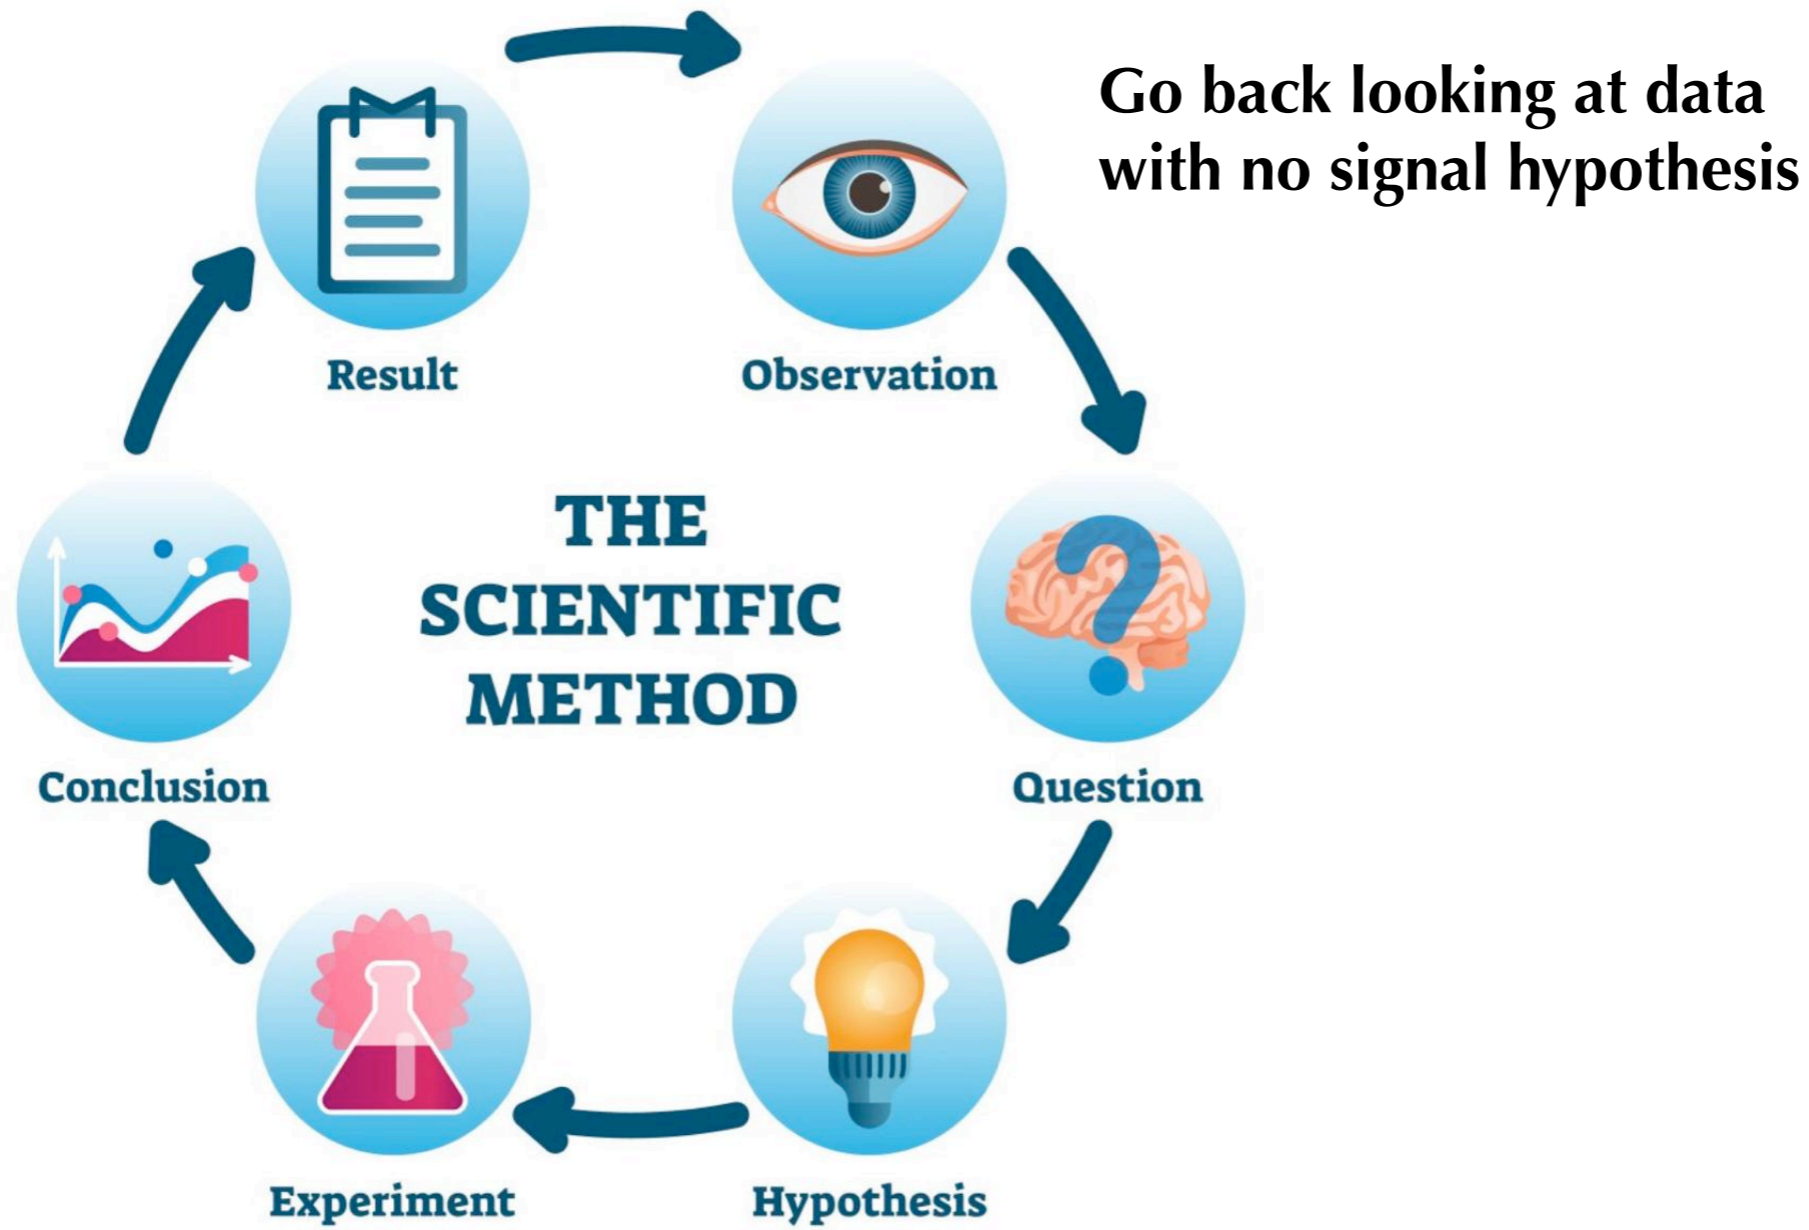 Go back looking at data
with no signal hypothesis
Result
Observation
THE
SCIENTIFIC
METHOD
Conclusion
Question
Experiment
Hypothesis